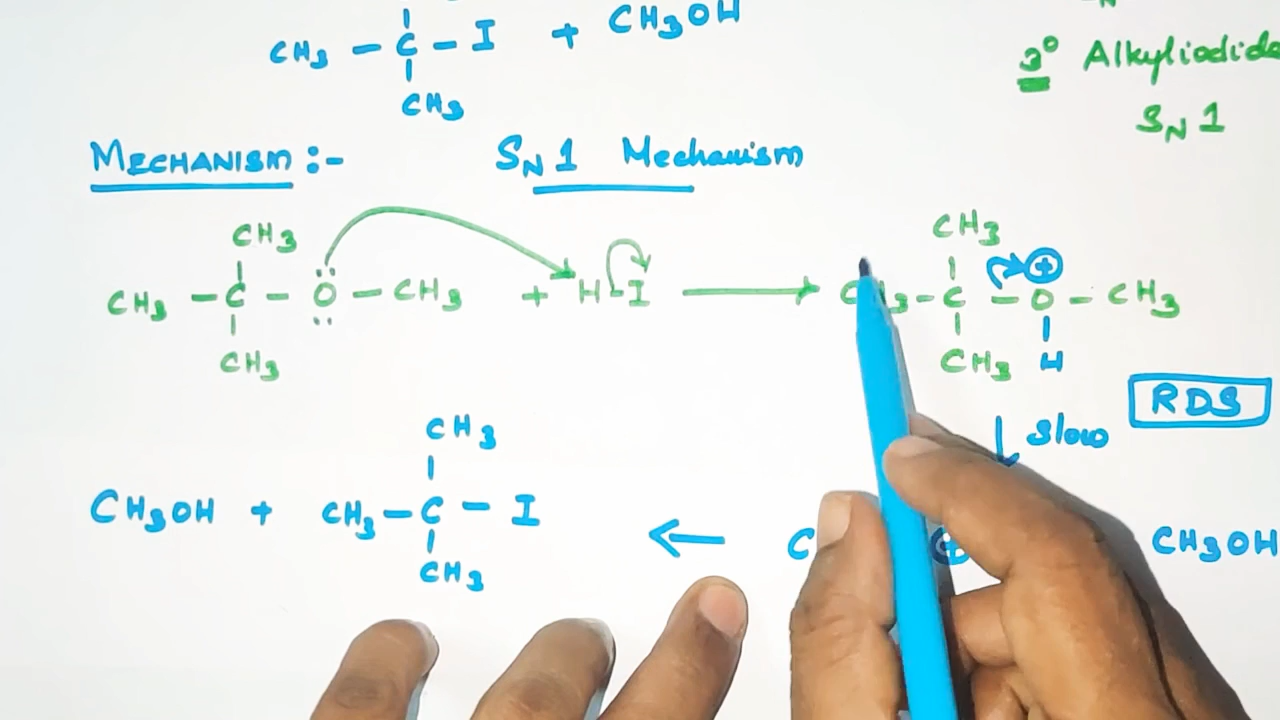 CH3 - C - I + CH3OH
CH3
3° Alkyliodide
SN1
MECHANISM :- SN1 Mechanism
CH3
CH3 - C - O - CH3 + H - I
CH3
CH3
- C - O - CH3
CH3 H
RDS
↓ Slow
CH3
CH3OH + CH3 - C - I ← C ⊕ CH3OH
CH3